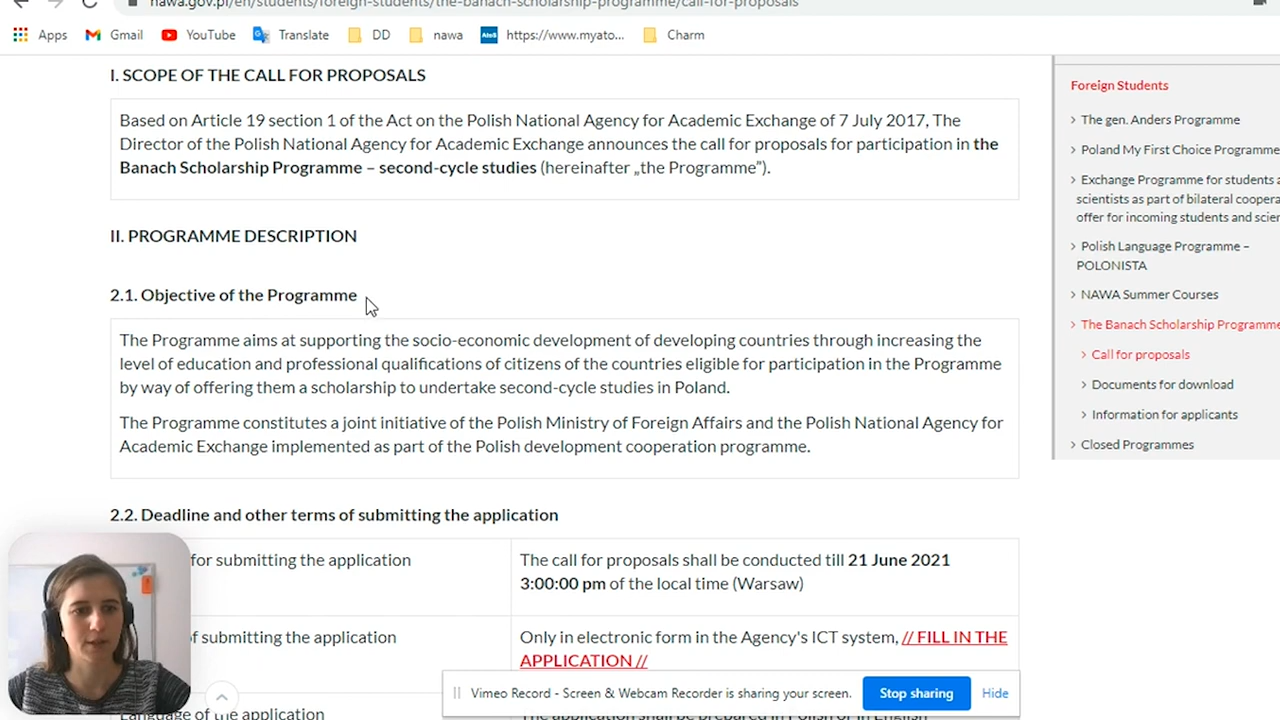 nawa.gov.pl/en/students/foreign-students/the-banach-scholarship-programme/call-for-proposals
Apps Gmail YouTube Translate DD nawa https://www.myato... Charm
I. SCOPE OF THE CALL FOR PROPOSALS
Based on Article 19 section 1 of the Act on the Polish National Agency for Academic Exchange of 7 July 2017, The
Director of the Polish National Agency for Academic Exchange announces the call for proposals for participation in the
Banach Scholarship Programme – second-cycle studies (hereinafter „the Programme”).
II. PROGRAMME DESCRIPTION
2.1. Objective of the Programme
The Programme aims at supporting the socio-economic development of developing countries through increasing the
level of education and professional qualifications of citizens of the countries eligible for participation in the Programme
by way of offering them a scholarship to undertake second-cycle studies in Poland.
The Programme constitutes a joint initiative of the Polish Ministry of Foreign Affairs and the Polish National Agency for
Academic Exchange implemented as part of the Polish development cooperation programme.
2.2. Deadline and other terms of submitting the application
for submitting the application
The call for proposals shall be conducted till 21 June 2021
3:00:00 pm of the local time (Warsaw)
of submitting the application
Only in electronic form in the Agency's ICT system, // FILL IN THE
APPLICATION //
Language of the application
The application shall be prepared in Polish or in English
Vimeo Record - Screen & Webcam Recorder is sharing your screen. Stop sharing Hide
Foreign Students
> The gen. Anders Programme
> Poland My First Choice Programme
> Exchange Programme for students a
scientists as part of bilateral coopera
offer for incoming students and scien
> Polish Language Programme –
POLONISTA
> NAWA Summer Courses
> The Banach Scholarship Programme
> Call for proposals
> Documents for download
> Information for applicants
> Closed Programmes